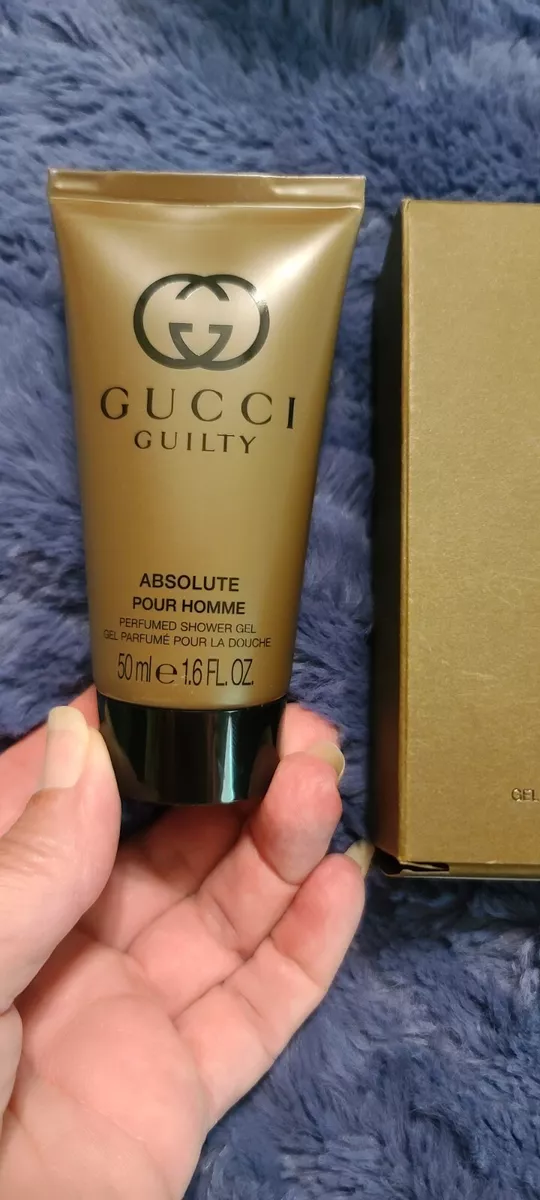 GUCCI
GUILTY
ABSOLUTE
POUR HOMME
PERFUMED SHOWER GEL
GEL PARFUMÉ POUR LA DOUCHE
50 ml e 1.6 FL. OZ.
GEL